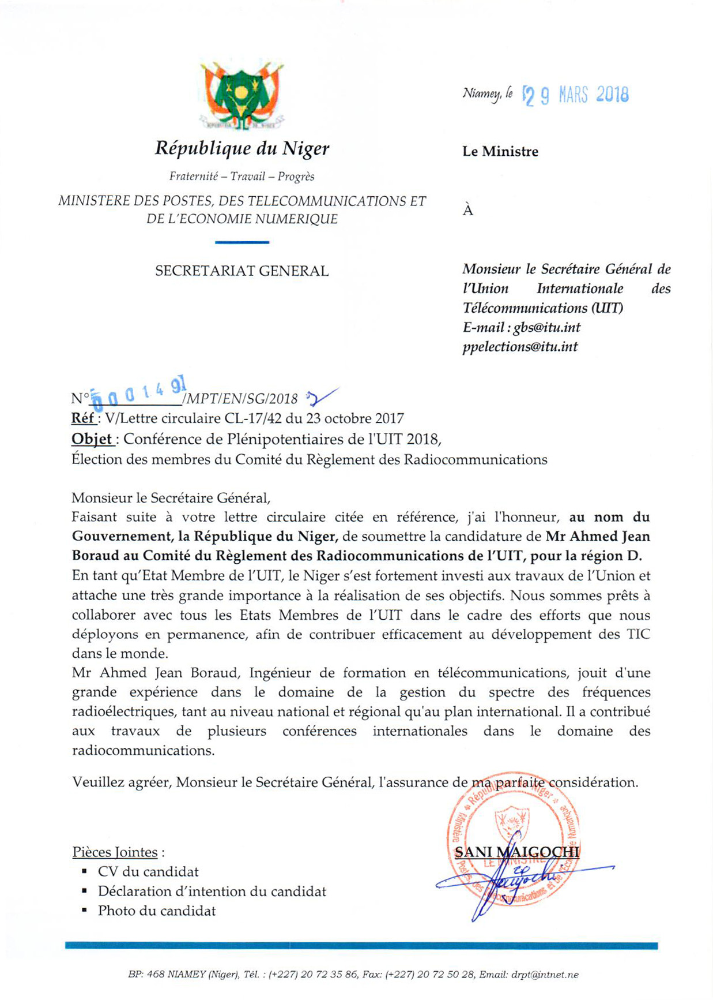 République du Niger
Fraternité – Travail – Progrès
MINISTERE DES POSTES, DES TELECOMMUNICATIONS ET
DE L’ECONOMIE NUMERIQUE
SECRETARIAT GENERAL
Niamey, le 29 MARS 2018
Le Ministre
À
Monsieur le Secrétaire Général de
l’Union Internationale des
Télécommunications (UIT)
E-mail : gbs@itu.int
ppelections@itu.int
N° 000149 /MPT/EN/SG/2018
Réf : V/Lettre circulaire CL-17/42 du 23 octobre 2017
Objet : Conférence de Plénipotentiaires de l'UIT 2018,
Élection des membres du Comité du Règlement des Radiocommunications
Monsieur le Secrétaire Général,
Faisant suite à votre lettre circulaire citée en référence, j'ai l'honneur, au nom du
Gouvernement, la République du Niger, de soumettre la candidature de Mr Ahmed Jean
Boraud au Comité du Règlement des Radiocommunications de l’UIT, pour la région D.
En tant qu’Etat Membre de l’UIT, le Niger s’est fortement investi aux travaux de l’Union et
attache une très grande importance à la réalisation de ses objectifs. Nous sommes prêts à
collaborer avec tous les Etats Membres de l’UIT dans le cadre des efforts que nous
déployons en permanence, afin de contribuer efficacement au développement des TIC
dans le monde.
Mr Ahmed Jean Boraud, Ingénieur de formation en télécommunications, jouit d'une
grande expérience dans le domaine de la gestion du spectre des fréquences
radioélectriques, tant au niveau national et régional qu'au plan international. Il a contribué
aux travaux de plusieurs conférences internationales dans le domaine des
radiocommunications.
Veuillez agréer, Monsieur le Secrétaire Général, l'assurance de ma parfaite considération.
République du Niger
Ministère des Postes, des Télécommunications et de l'Economie Numérique
SANI MAIGOCHI
LE MINISTRE
Pièces Jointes :
▪ CV du candidat
▪ Déclaration d’intention du candidat
▪ Photo du candidat
BP: 468 NIAMEY (Niger), Tél. : (+227) 20 72 35 86, Fax: (+227) 20 72 50 28, Email: drpt@intnet.ne